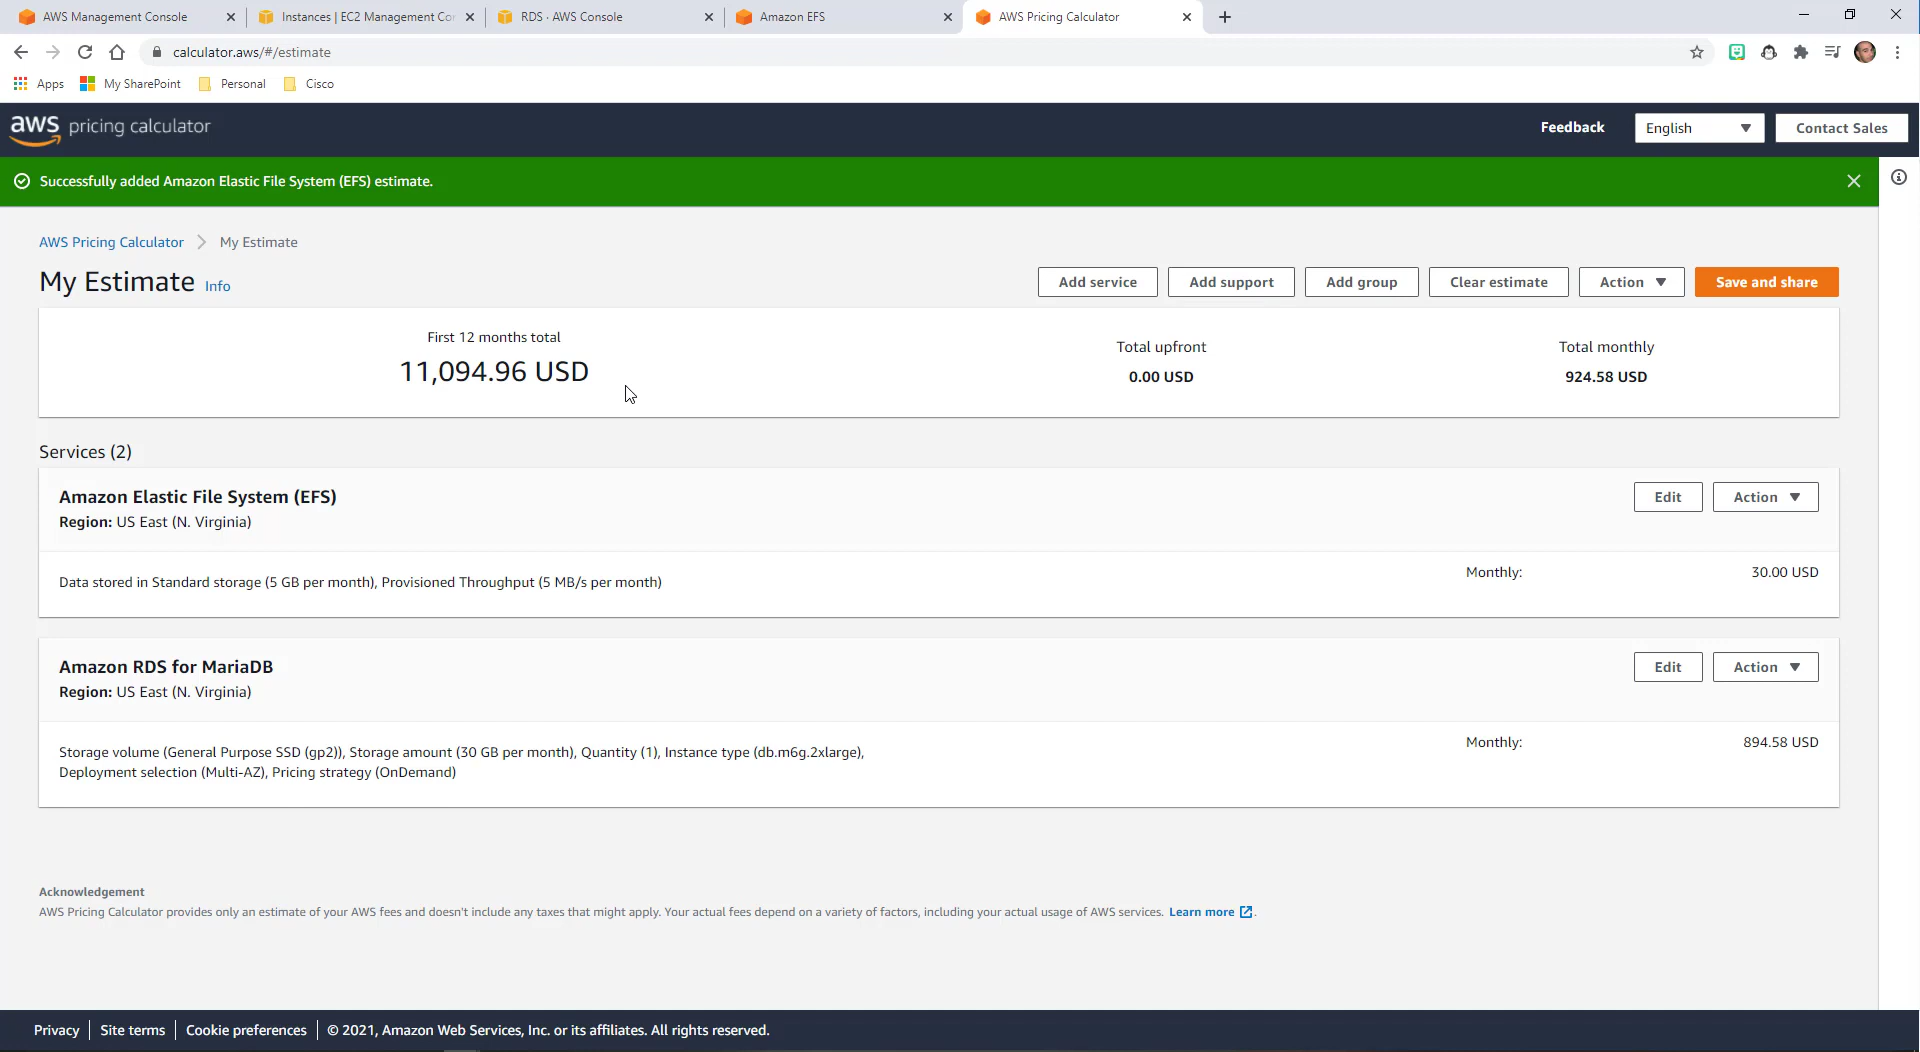 AWS Management Console
Instances | EC2 Management Cor
RDS · AWS Console
Amazon EFS
AWS Pricing Calculator
calculator.aws/#/estimate
Apps
My SharePoint
Personal
Cisco
aws pricing calculator
Feedback
English
Contact Sales
Successfully added Amazon Elastic File System (EFS) estimate.
AWS Pricing Calculator
My Estimate
My Estimate Info
Add service
Add support
Add group
Clear estimate
Action
Save and share
First 12 months total
11,094.96 USD
Total upfront
0.00 USD
Total monthly
924.58 USD
Services (2)
Amazon Elastic File System (EFS)
Region: US East (N. Virginia)
Edit
Action
Data stored in Standard storage (5 GB per month), Provisioned Throughput (5 MB/s per month)
Monthly:
30.00 USD
Amazon RDS for MariaDB
Region: US East (N. Virginia)
Edit
Action
Storage volume (General Purpose SSD (gp2)), Storage amount (30 GB per month), Quantity (1), Instance type (db.m6g.2xlarge),
Deployment selection (Multi-AZ), Pricing strategy (OnDemand)
Monthly:
894.58 USD
Acknowledgement
AWS Pricing Calculator provides only an estimate of your AWS fees and doesn't include any taxes that might apply. Your actual fees depend on a variety of factors, including your actual usage of AWS services. Learn more .
Privacy
Site terms
Cookie preferences
© 2021, Amazon Web Services, Inc. or its affiliates. All rights reserved.